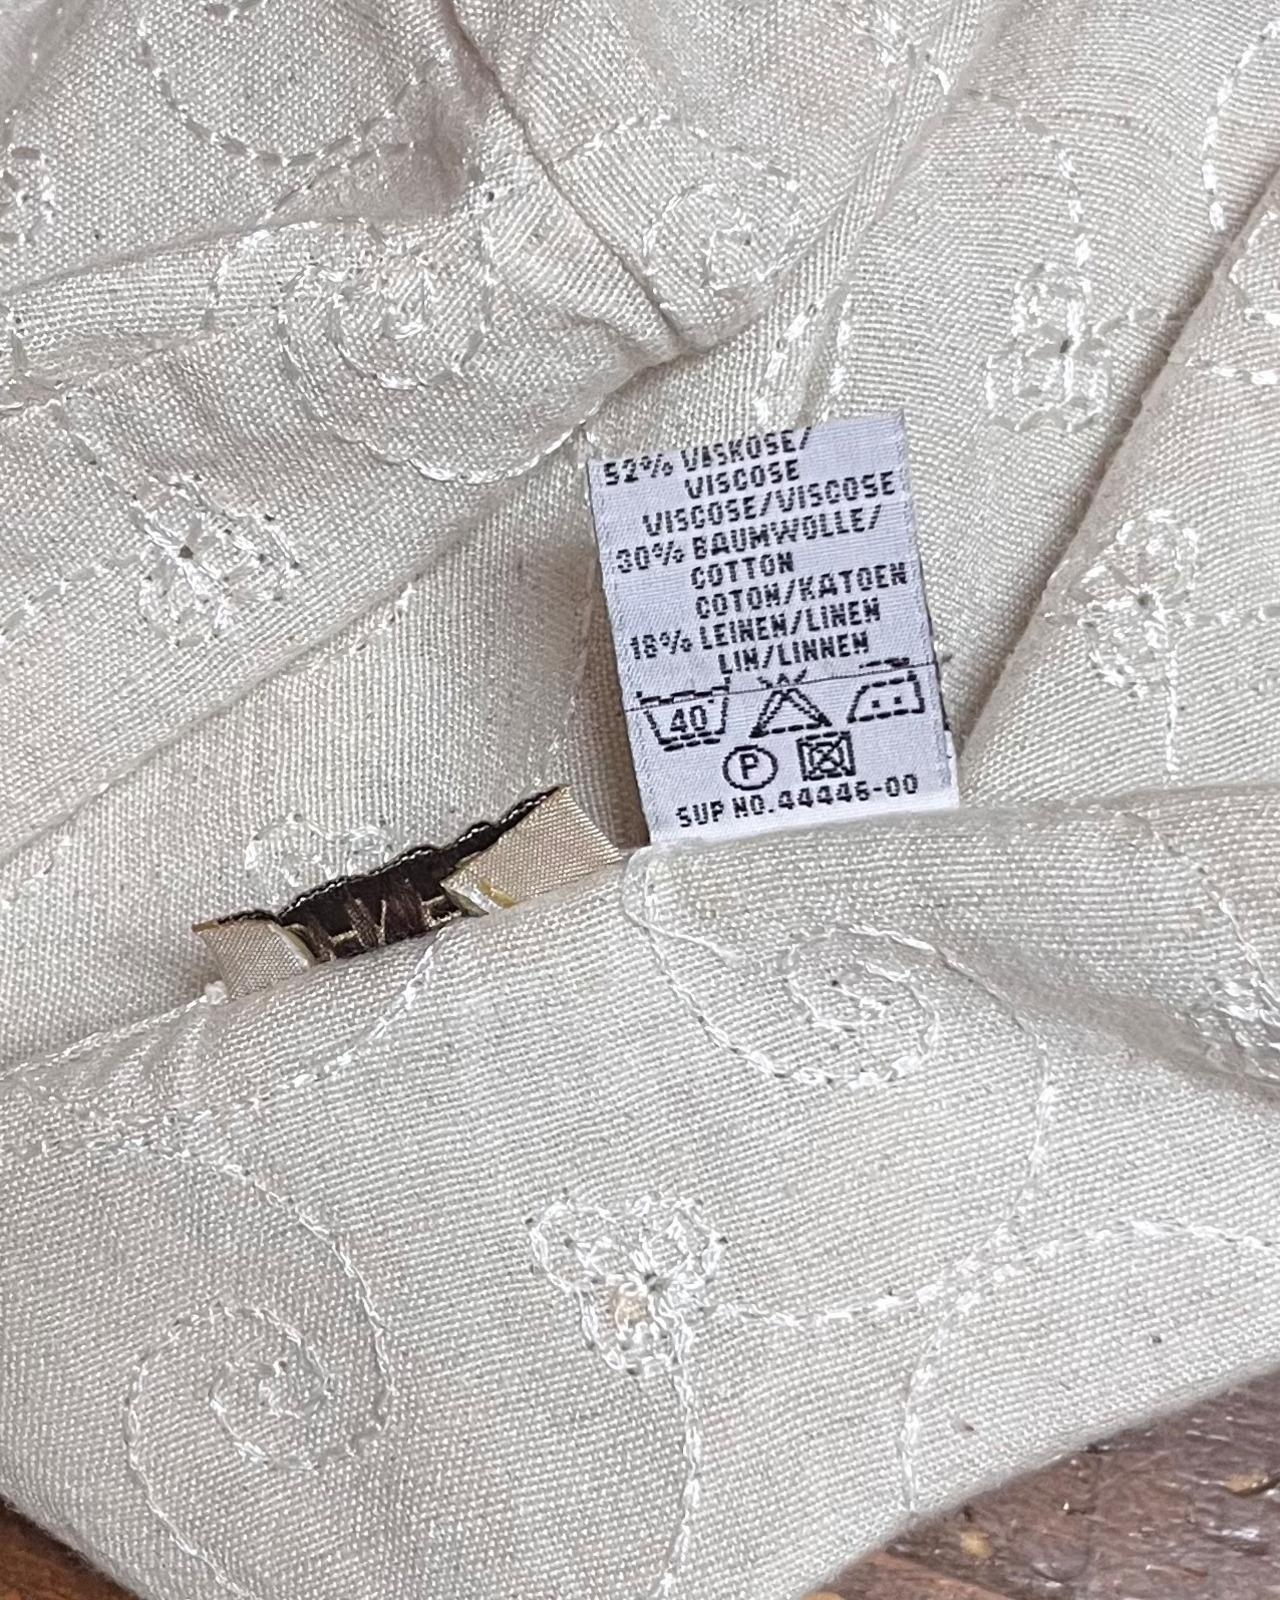 52% VISKOSE/
VISCOSE
VISCOSE/VISCOSE
30% BAUMWOLLE/
COTTON
COTON/KATOEN
18% LEINEN/LINEN
LIN/LINNEN
40
P
SUP NO.44446-00